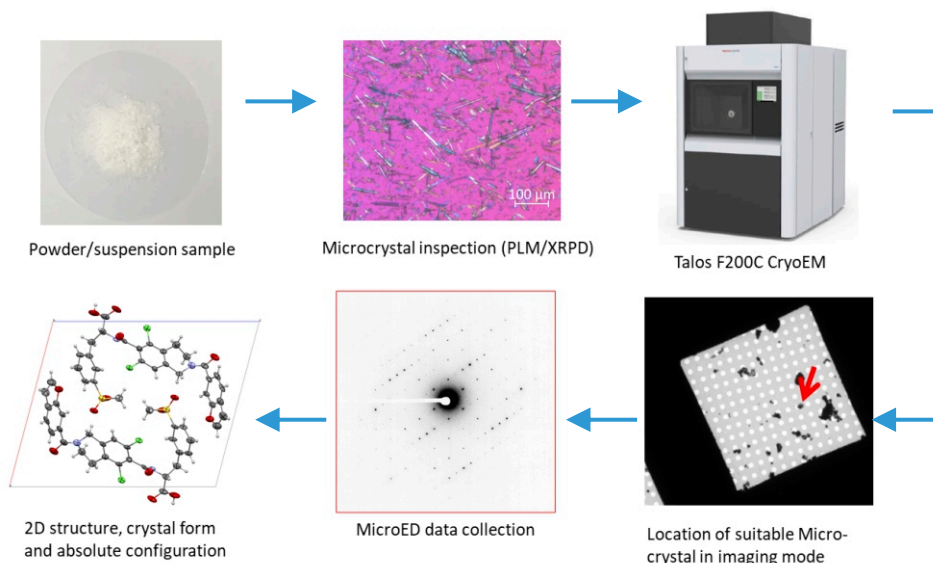 100 µm
Powder/suspension sample
Microcrystal inspection (PLM/XRPD)
Talos F200C CryoEM
2D structure, crystal form
and absolute configuration
MicroED data collection
Location of suitable Micro-
crystal in imaging mode